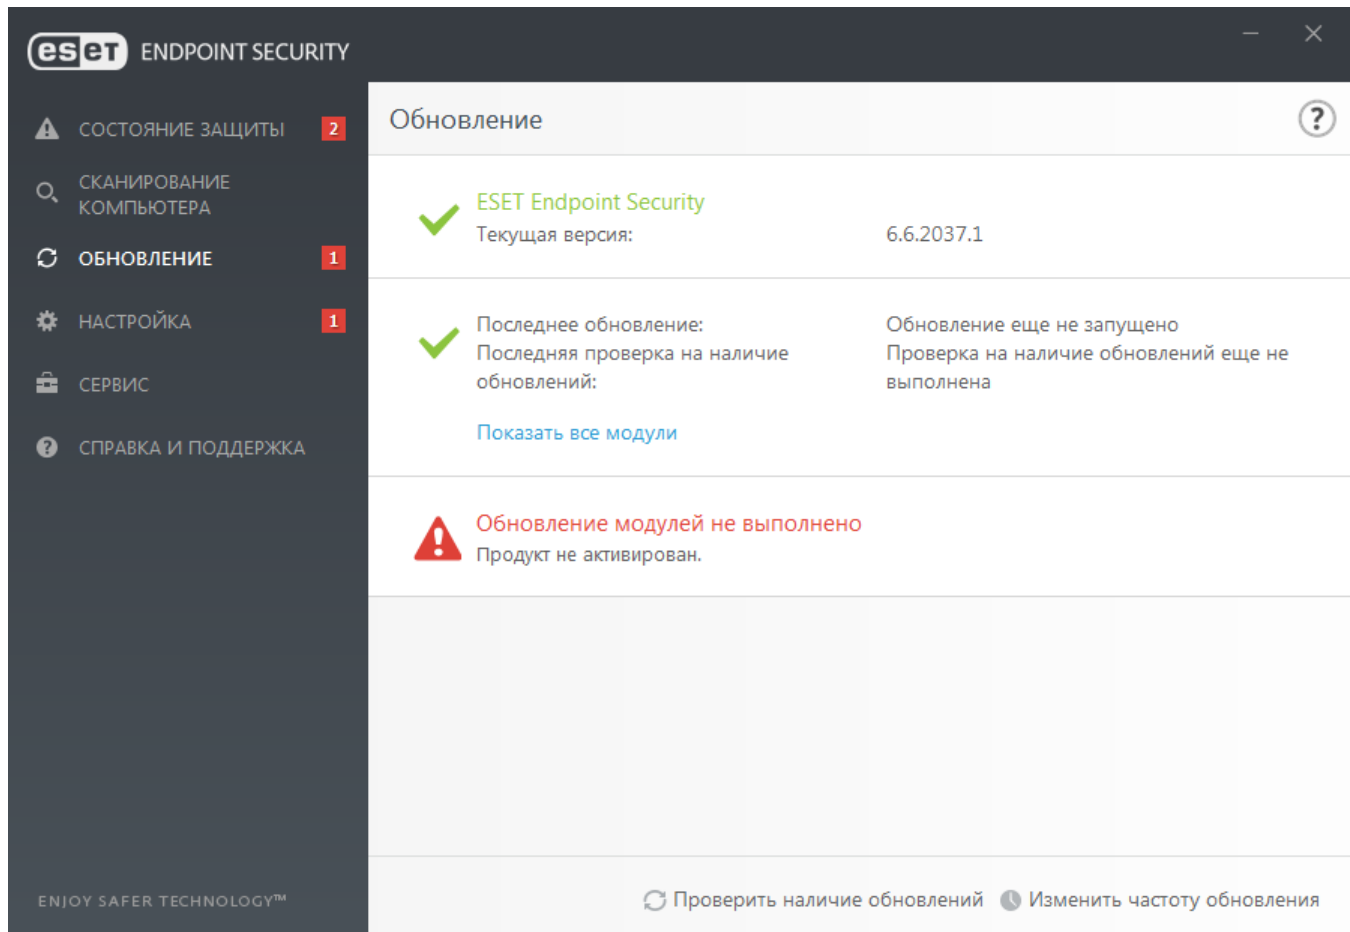 eset ENDPOINT SECURITY
СОСТОЯНИЕ ЗАЩИТЫ 2
СКАНИРОВАНИЕ
КОМПЬЮТЕРА
ОБНОВЛЕНИЕ 1
НАСТРОЙКА 1
СЕРВИС
СПРАВКА И ПОДДЕРЖКА
ENJOY SAFER TECHNOLOGY™
Обновление ?
ESET Endpoint Security
Текущая версия: 6.6.2037.1
Последнее обновление: Обновление еще не запущено
Последняя проверка на наличие Проверка на наличие обновлений еще не
обновлений: выполнена
Показать все модули
Обновление модулей не выполнено
Продукт не активирован.
Проверить наличие обновлений Изменить частоту обновления